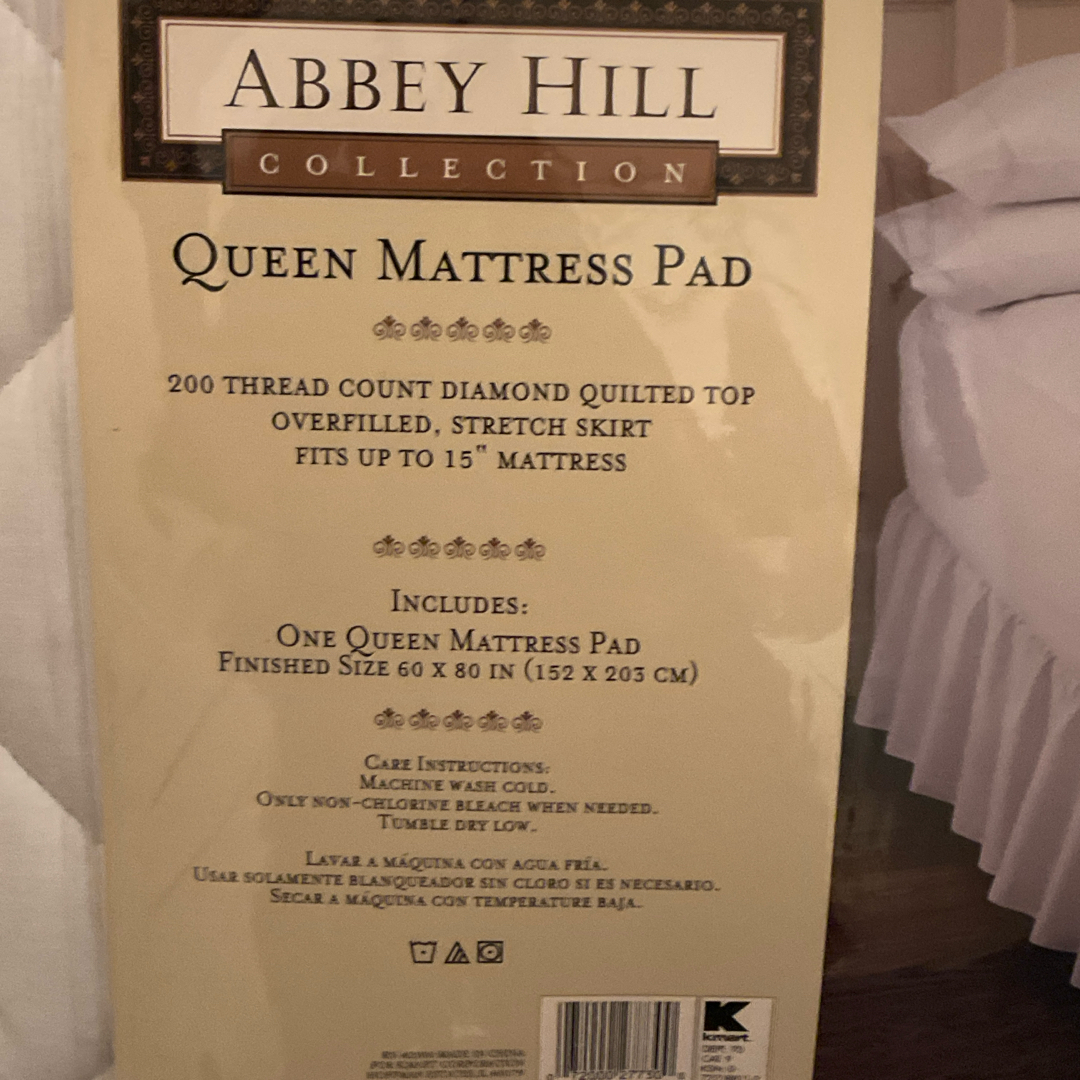 ABBEY HILL
COLLECTION
QUEEN MATTRESS PAD
200 THREAD COUNT DIAMOND QUILTED TOP
OVERFILLED, STRETCH SKIRT
FITS UP TO 15" MATTRESS
INCLUDES:
ONE QUEEN MATTRESS PAD
FINISHED SIZE 60 X 80 IN (152 X 203 CM)
CARE INSTRUCTIONS:
MACHINE WASH COLD.
ONLY NON-CHLORINE BLEACH WHEN NEEDED.
TUMBLE DRY LOW.
LAVAR A MÁQUINA CON AGUA FRÍA.
USAR SOLAMENTE BLANQUEADOR SIN CLORO SI ES NECESARIO.
SECAR A MÁQUINA CON TEMPERATURE BAJA.
K
kmart
MADE IN CHINA